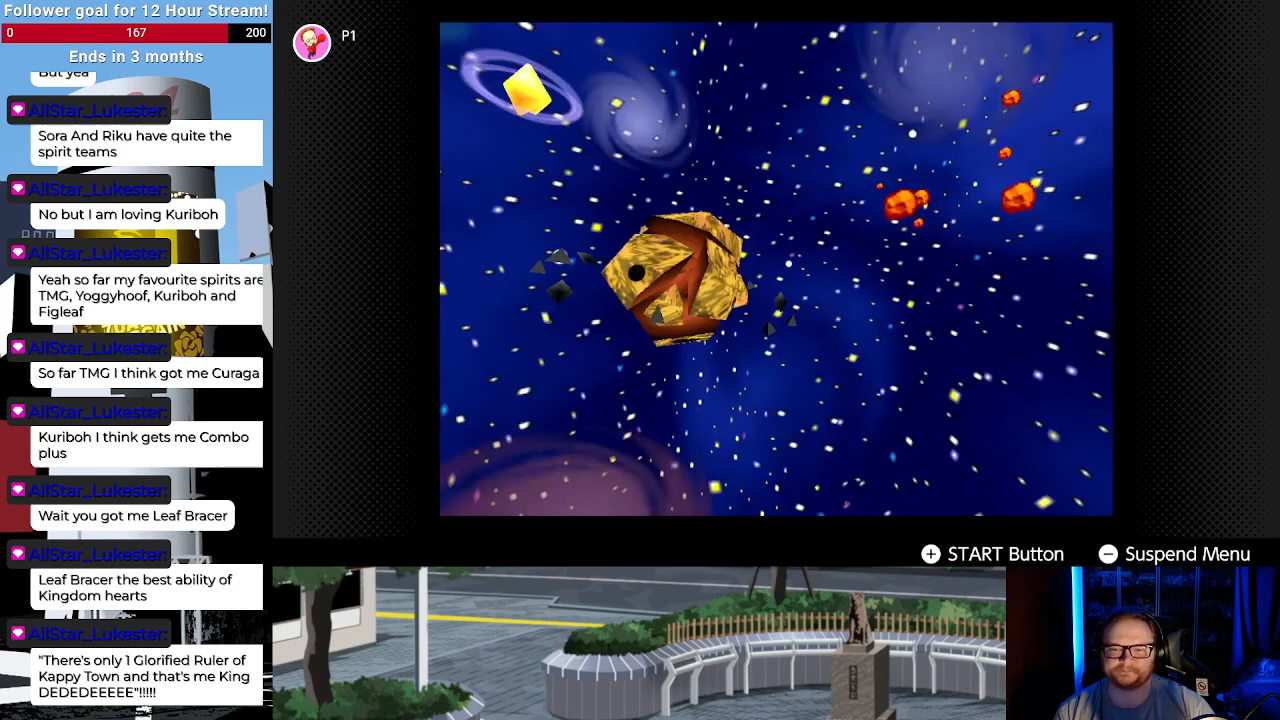 Follower goal for 12 Hour Stream!
0 167 200
Ends in 3 months
But yea
AllStar_Lukester:
Sora And Riku have quite the
spirit teams
AllStar_Lukester:
No but I am loving Kuriboh
AllStar_Lukester:
Yeah so far my favourite spirits are
TMG, Yoggyhoof, Kuriboh and
Figleaf
AllStar_Lukester:
So far TMG I think got me Curaga
AllStar_Lukester:
Kuriboh I think gets me Combo
plus
AllStar_Lukester:
Wait you got me Leaf Bracer
AllStar_Lukester:
Leaf Bracer the best ability of
Kingdom hearts
AllStar_Lukester:
"There's only 1 Glorified Ruler of
Kappy Town and that's me King
DEDEDEEEEE"!!!!!
P1
START Button
Suspend Menu